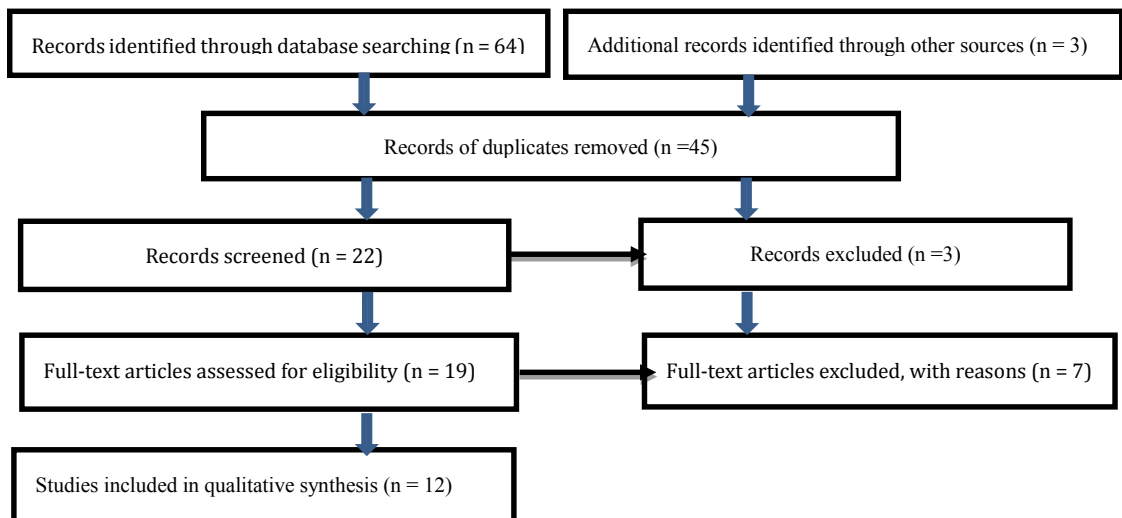 Records identified through database searching (n = 64)
Additional records identified through other sources (n = 3)
Records of duplicates removed (n =45)
Records screened (n = 22)
Records excluded (n =3)
Full-text articles assessed for eligibility (n = 19)
Full-text articles excluded, with reasons (n = 7)
Studies included in qualitative synthesis (n = 12)